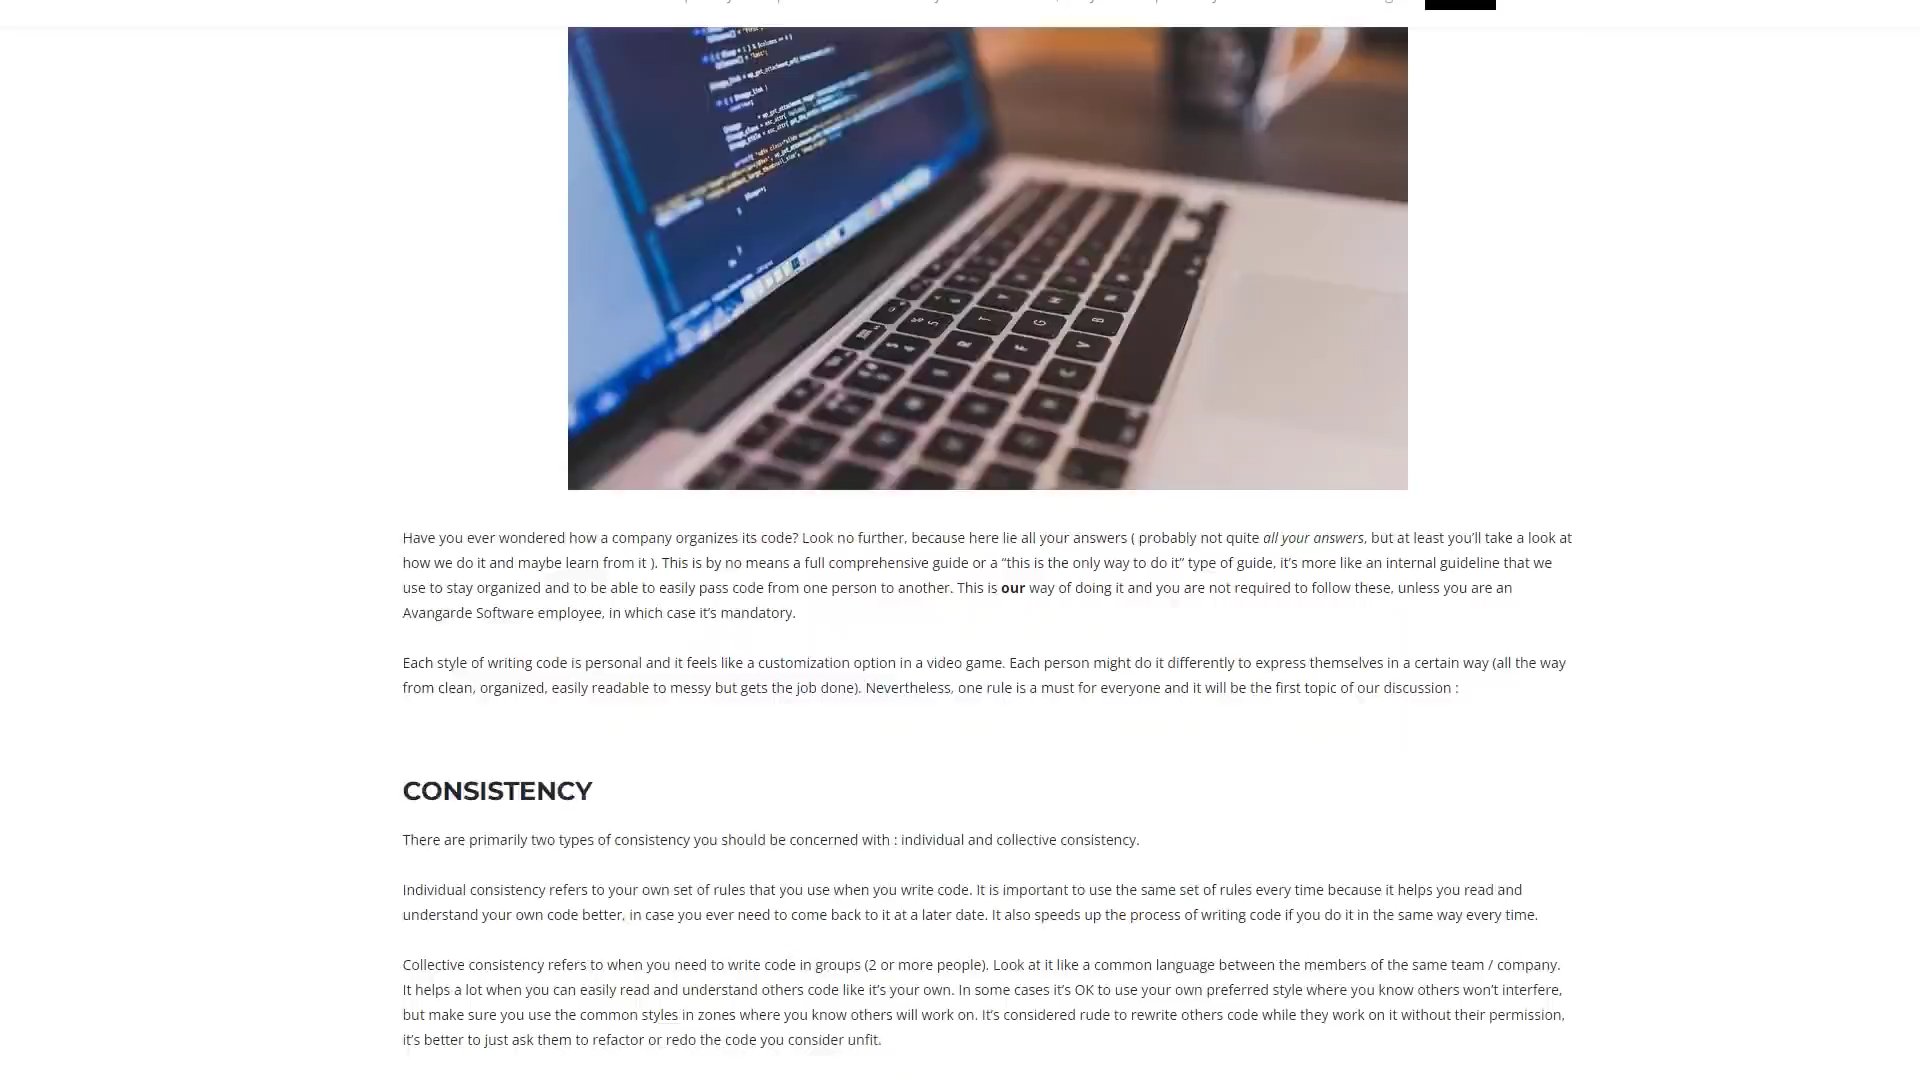 Have you ever wondered how a company organizes its code? Look no further, because here lie all your answers ( probably not quite all your answers, but at least you’ll take a look at
how we do it and maybe learn from it ). This is by no means a full comprehensive guide or a “this is the only way to do it” type of guide, it’s more like an internal guideline that we
use to stay organized and to be able to easily pass code from one person to another. This is our way of doing it and you are not required to follow these, unless you are an
Avangarde Software employee, in which case it’s mandatory.
Each style of writing code is personal and it feels like a customization option in a video game. Each person might do it differently to express themselves in a certain way (all the way
from clean, organized, easily readable to messy but gets the job done). Nevertheless, one rule is a must for everyone and it will be the first topic of our discussion :
CONSISTENCY
There are primarily two types of consistency you should be concerned with : individual and collective consistency.
Individual consistency refers to your own set of rules that you use when you write code. It is important to use the same set of rules every time because it helps you read and
understand your own code better, in case you ever need to come back to it at a later date. It also speeds up the process of writing code if you do it in the same way every time.
Collective consistency refers to when you need to write code in groups (2 or more people). Look at it like a common language between the members of the same team / company.
It helps a lot when you can easily read and understand others code like it’s your own. In some cases it’s OK to use your own preferred style where you know others won’t interfere,
but make sure you use the common styles in zones where you know others will work on. It’s considered rude to rewrite others code while they work on it without their permission,
it’s better to just ask them to refactor or redo the code you consider unfit.